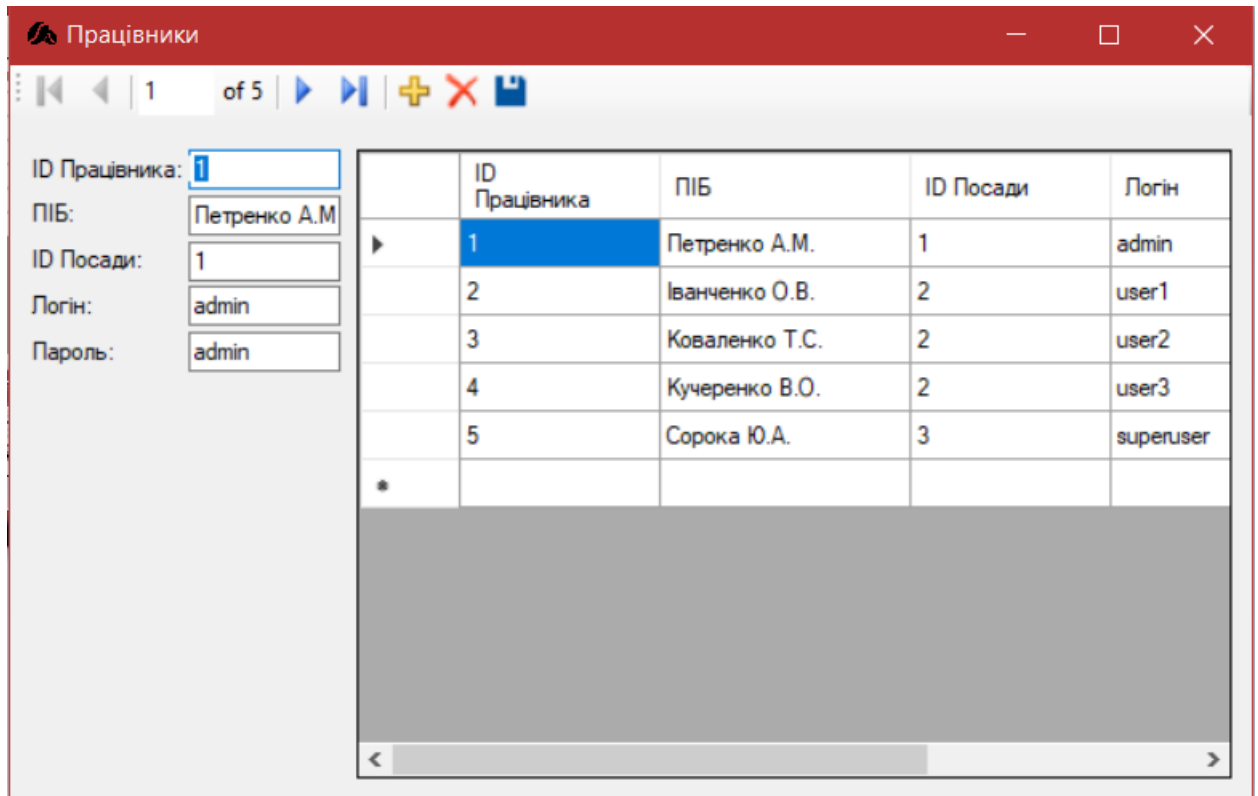 Працівники
1 of 5
ID Працівника: 1
ПІБ: Петренко А.М
ID Посади: 1
Логін: admin
Пароль: admin
ID Працівника ПІБ ID Посади Логін
1 Петренко А.М. 1 admin
2 Іванченко О.В. 2 user1
3 Коваленко Т.С. 2 user2
4 Кучеренко В.О. 2 user3
5 Сорока Ю.А. 3 superuser